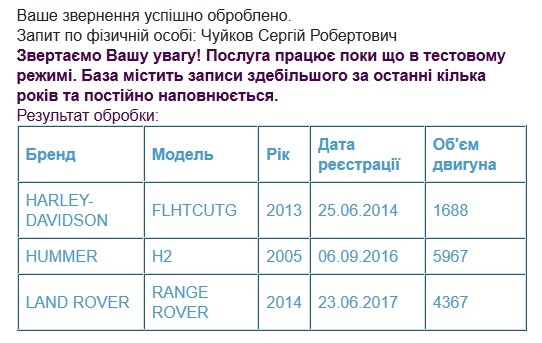 Ваше звернення успішно оброблено.
Запит по фізичній особі: Чуйков Сергій Робертович
Звертаємо Вашу увагу! Послуга працює поки що в тестовому
режимі. База містить записи здебільшого за останні кілька
років та постійно наповнюється.
Результат обробки:
Бренд Модель Рік Дата реєстрації Об'єм двигуна
HARLEY-DAVIDSON FLHTCUTG 2013 25.06.2014 1688
HUMMER H2 2005 06.09.2016 5967
LAND ROVER RANGE ROVER 2014 23.06.2017 4367